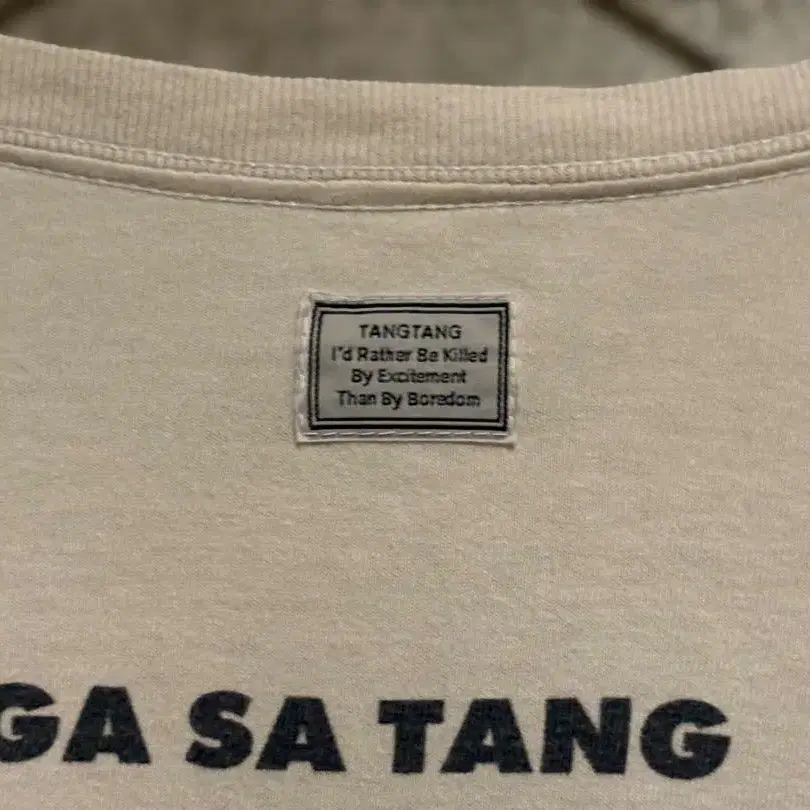 TANGTANG
I'd Rather Be Killed
By Excitement
Than By Boredom
GA SA TANG